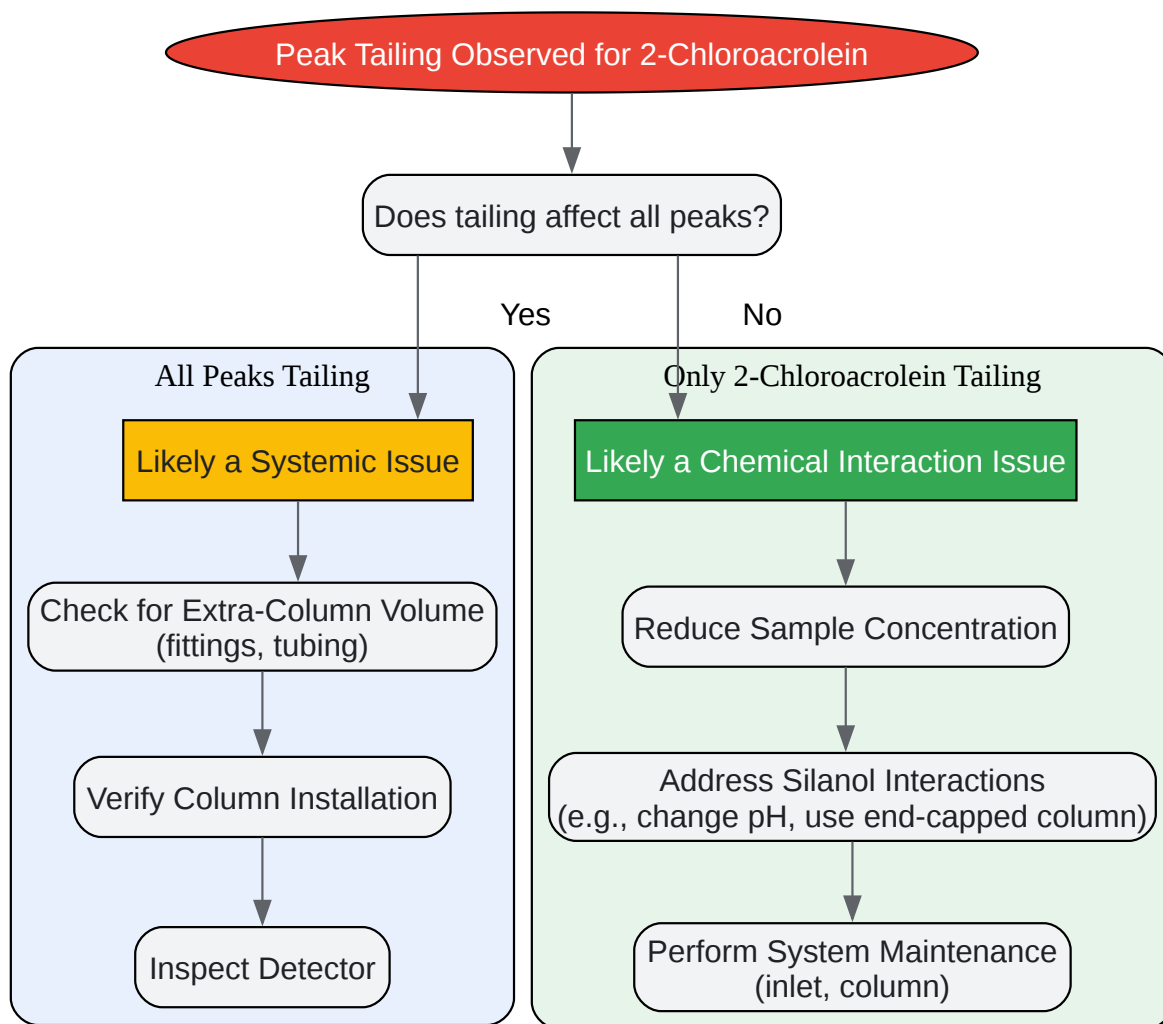 Peak Tailing Observed for 2-Chloroacrolein
Does tailing affect all peaks?
Yes
No
All Peaks Tailing
Likely a Systemic Issue
Check for Extra-Column Volume
(fittings, tubing)
Verify Column Installation
Inspect Detector
Only 2-Chloroacrolein Tailing
Likely a Chemical Interaction Issue
Reduce Sample Concentration
Address Silanol Interactions
(e.g., change pH, use end-capped column)
Perform System Maintenance
(inlet, column)